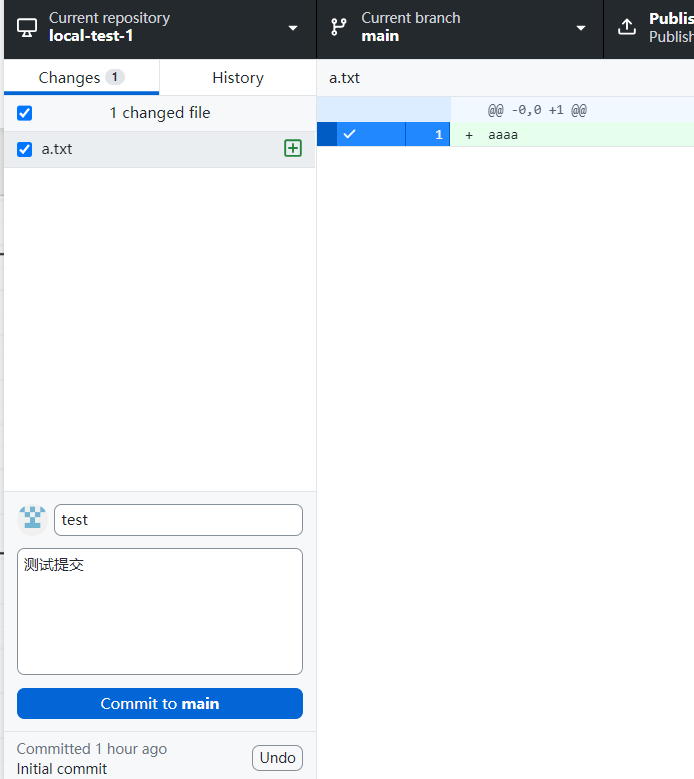 Current repository
local-test-1
Current branch
main
Publish
Changes 1
History
a.txt
1 changed file
@@ -0,0 +1 @@
1 + aaaa
a.txt
test
测试提交
Commit to main
Committed 1 hour ago
Initial commit
Undo